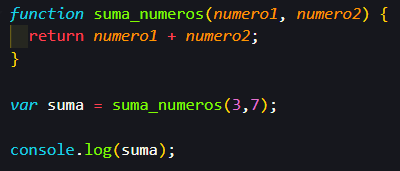 function suma_numeros(numero1, numero2) {
  return numero1 + numero2;
}
var suma = suma_numeros(3,7);
console.log(suma);